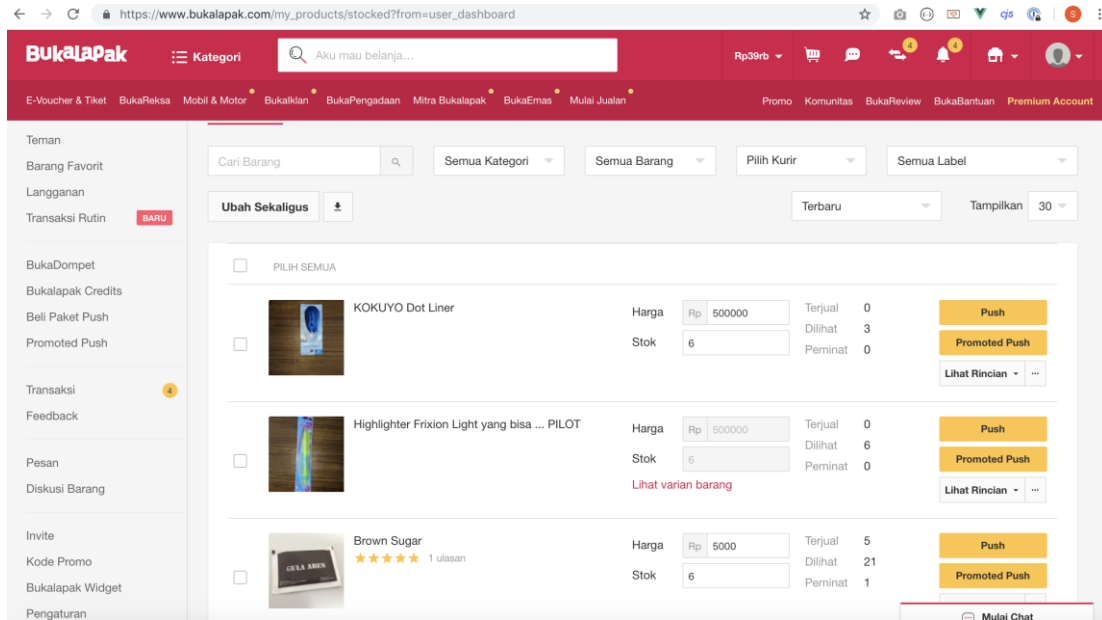 https://www.bukalapak.com/my_products/stocked?from=user_dashboard
cjs
S
BukaLapak
Kategori
Aku mau belanja...
Rp39rb
4
4
E-Voucher & Tiket BukaReksa Mobil & Motor BukaIklan BukaPengadaan Mitra Bukalapak BukaEmas Mulai Jualan
Promo Komunitas BukaReview BukaBantuan Premium Account
Teman
Barang Favorit
Langganan
Transaksi Rutin BARU
BukaDompet
Bukalapak Credits
Beli Paket Push
Promoted Push
Transaksi 4
Feedback
Pesan
Diskusi Barang
Invite
Kode Promo
Bukalapak Widget
Pengaturan
Cari Barang Semua Kategori Semua Barang Pilih Kurir Semua Label
Ubah Sekaligus Terbaru Tampilkan 30
PILIH SEMUA
KOKUYO Dot Liner
Harga Rp 500000
Stok 6
Terjual 0
Dilihat 3
Peminat 0
Push
Promoted Push
Lihat Rincian ...
Highlighter Frixion Light yang bisa ... PILOT
Harga Rp 500000
Stok 6
Lihat varian barang
Terjual 0
Dilihat 6
Peminat 0
Push
Promoted Push
Lihat Rincian ...
GULA AREN
Brown Sugar
1 ulasan
Harga Rp 5000
Stok 6
Terjual 5
Dilihat 21
Peminat 1
Push
Promoted Push
Mulai Chat